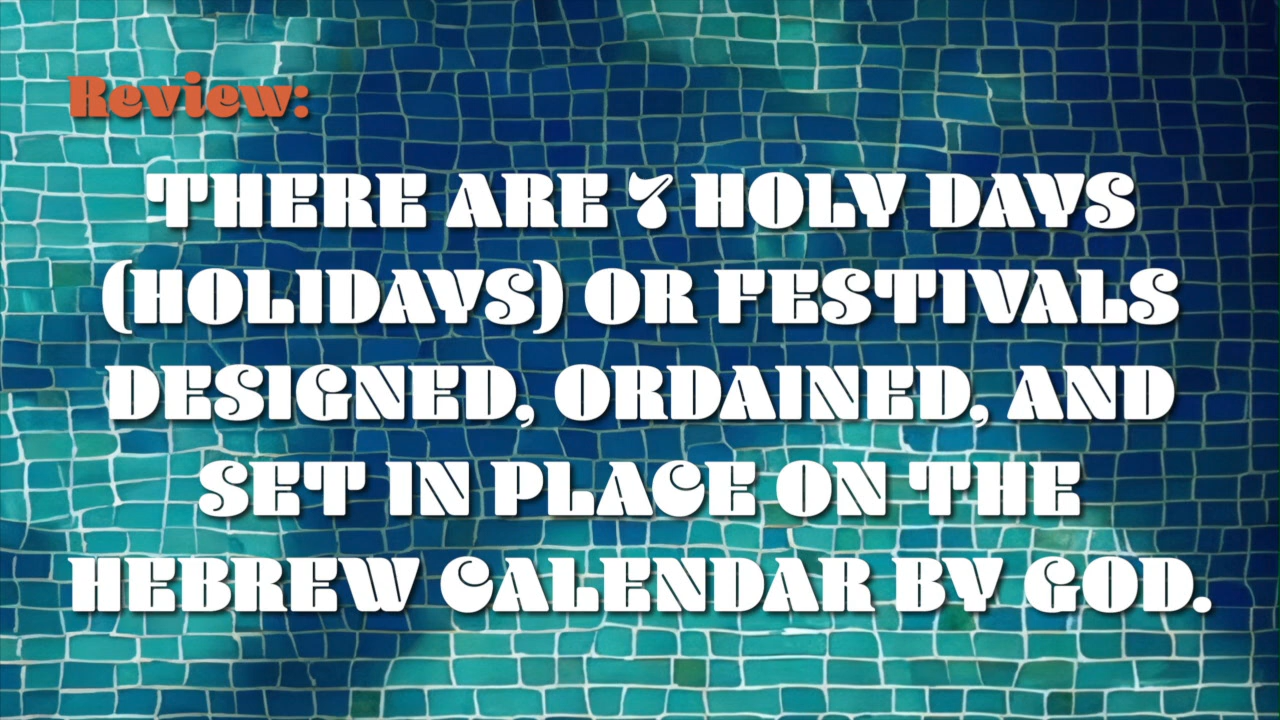 Review:
THERE ARE 7 HOLY DAYS
(HOLIDAYS) OR FESTIVALS
DESIGNED, ORDAINED, AND
SET IN PLACE ON THE
HEBREW CALENDAR BY GOD.